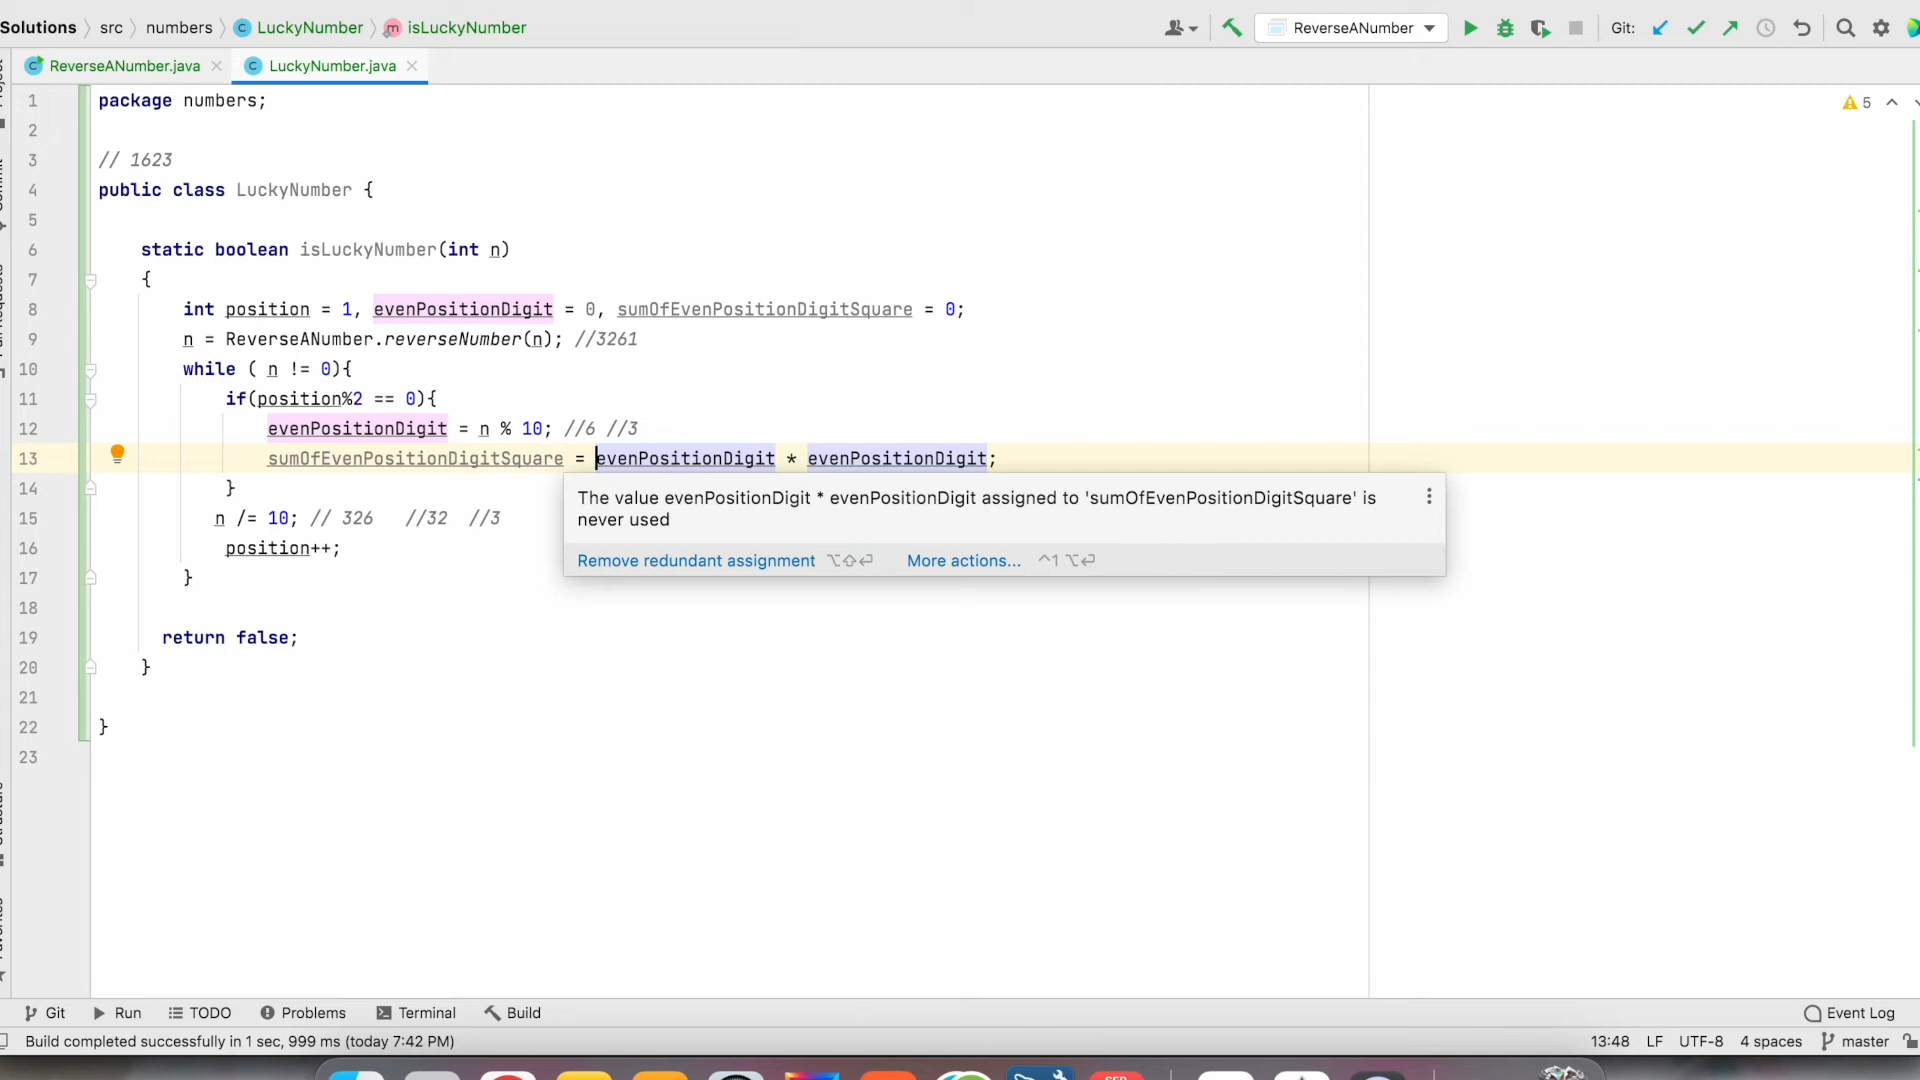 Solutions src numbers LuckyNumber isLuckyNumber ReverseANumber Git:
ReverseANumber.java LuckyNumber.java
1 package numbers; 5
2
3 // 1623
4 public class LuckyNumber {
5
6 static boolean isLuckyNumber(int n)
7 {
8 int position = 1, evenPositionDigit = 0, sumOfEvenPositionDigitSquare = 0;
9 n = ReverseANumber.reverseNumber(n); //3261
10 while ( n != 0){
11 if(position%2 == 0){
12 evenPositionDigit = n % 10; //6 //3
13 sumOfEvenPositionDigitSquare = evenPositionDigit * evenPositionDigit;
14 }
The value evenPositionDigit * evenPositionDigit assigned to 'sumOfEvenPositionDigitSquare' is
never used
Remove redundant assignment ⌥⇧⏎ More actions... ^1 ⌥⏎
15 n /= 10; // 326 //32 //3
16 position++;
17 }
18
19 return false;
20 }
21
22 }
23
Git Run TODO Problems Terminal Build Event Log
Build completed successfully in 1 sec, 999 ms (today 7:42 PM) 13:48 LF UTF-8 4 spaces master
SEP